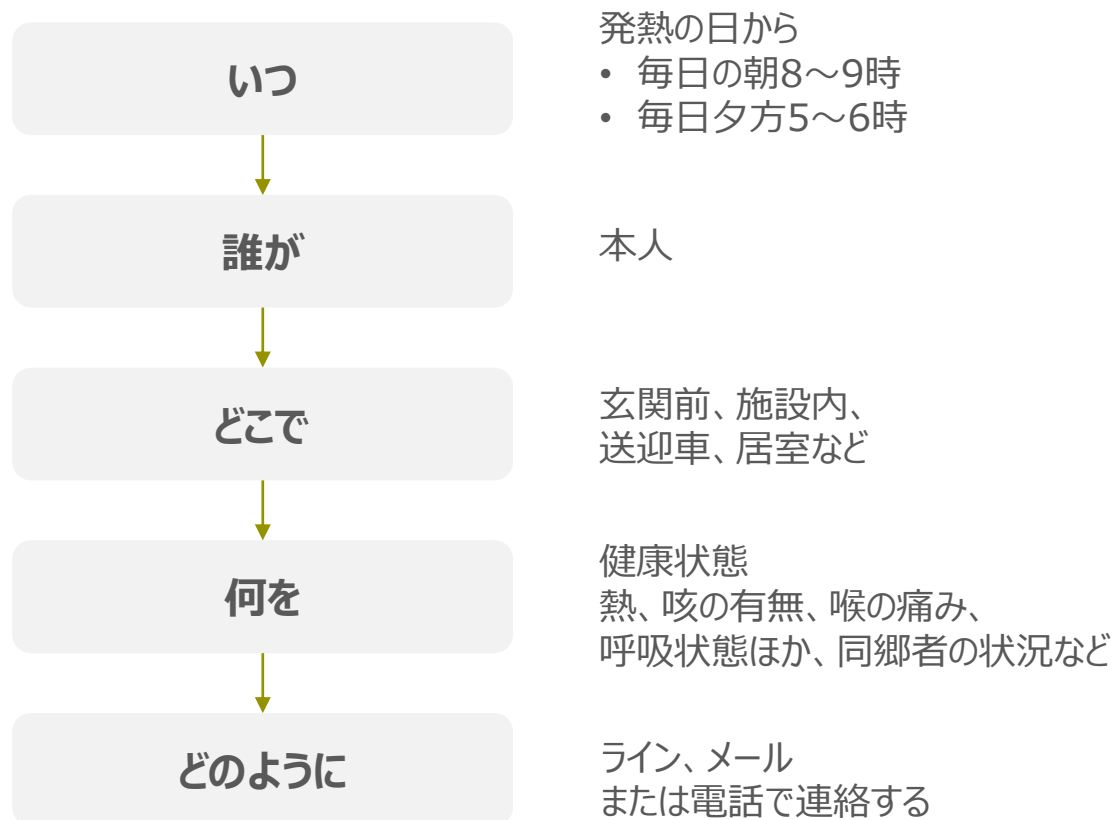 いつ
発熱の日から
• 毎日の朝8～9時
• 毎日夕方5～6時
誰が
本人
どこで
玄関前、施設内、
送迎車、居室など
何を
健康状態
熱、咳の有無、喉の痛み、
呼吸状態ほか、同郷者の状況など
どのように
ライン、メール
または電話で連絡する